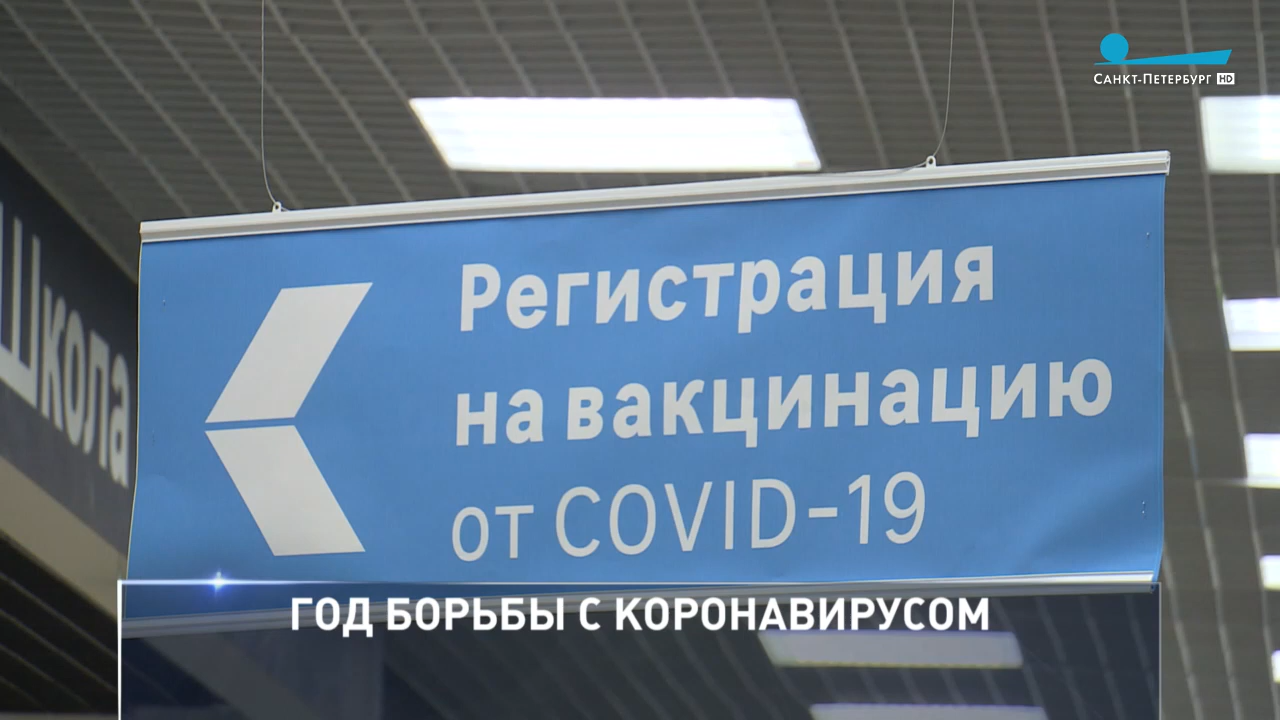 Санкт-Петербург HD
Школа
Регистрация
на вакцинацию
от COVID-19
ГОД БОРЬБЫ С КОРОНАВИРУСОМ